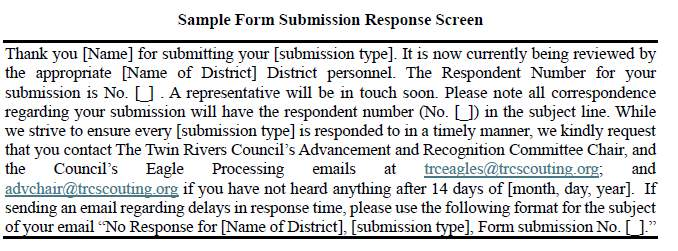 Sample Form Submission Response Screen
Thank you [Name] for submitting your [submission type]. It is now currently being reviewed by
the appropriate [Name of District] District personnel. The Respondent Number for your
submission is No. [_] . A representative will be in touch soon. Please note all correspondence
regarding your submission will have the respondent number (No. [_]) in the subject line. While
we strive to ensure every [submission type] is responded to in a timely manner, we kindly request
that you contact The Twin Rivers Council's Advancement and Recognition Committee Chair, and
the Council's Eagle Processing emails at trceagles@trcscouting.org; and
advchair@trcscouting.org if you have not heard anything after 14 days of [month, day, year]. If
sending an email regarding delays in response time, please use the following format for the subject
of your email “No Response for [Name of District], [submission type], Form submission No. [_].”